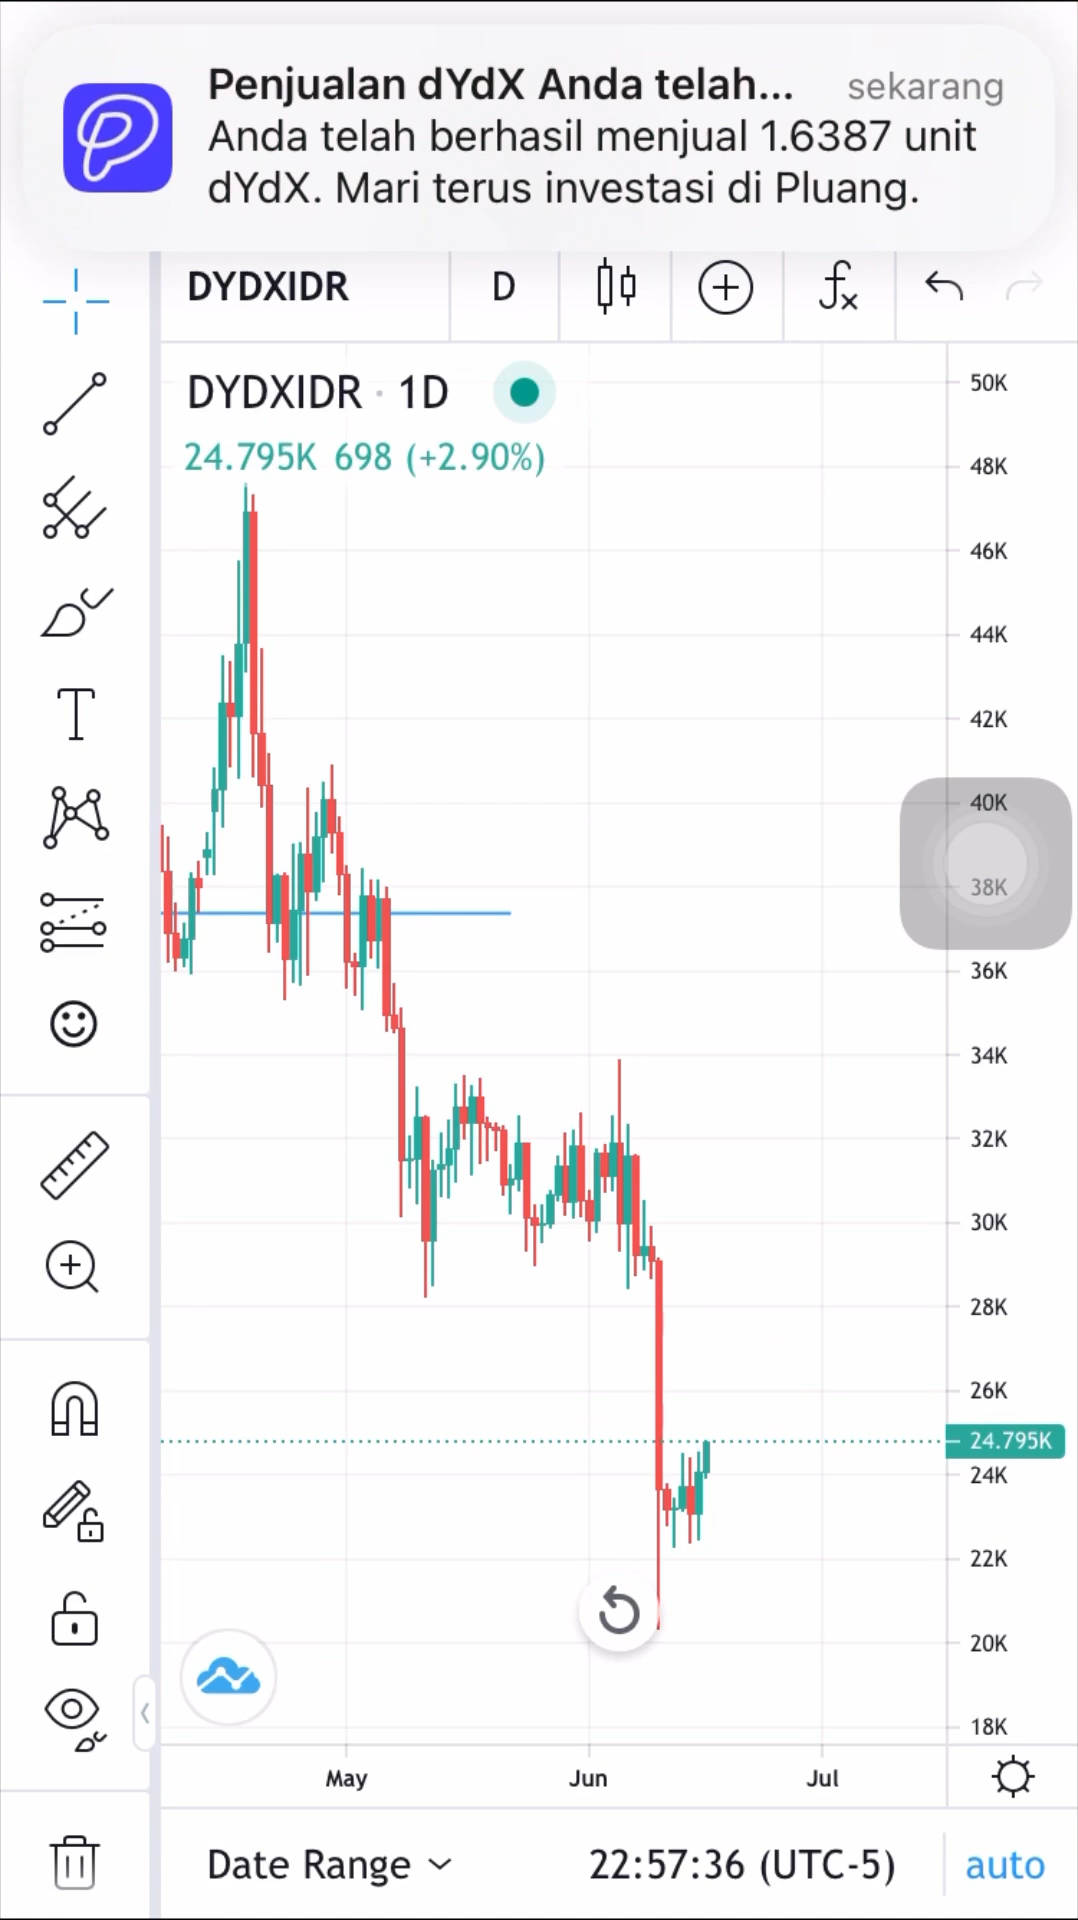 Penjualan dYdX Anda telah... sekarang
Anda telah berhasil menjual 1.6387 unit
dYdX. Mari terus investasi di Pluang.
DYDXIDR D
DYDXIDR · 1D
24.795K 698 (+2.90%)
50K
48K
46K
44K
42K
40K
38K
36K
34K
32K
30K
28K
26K
24.795K
24K
22K
20K
18K
May Jun Jul
Date Range 22:57:36 (UTC-5) auto